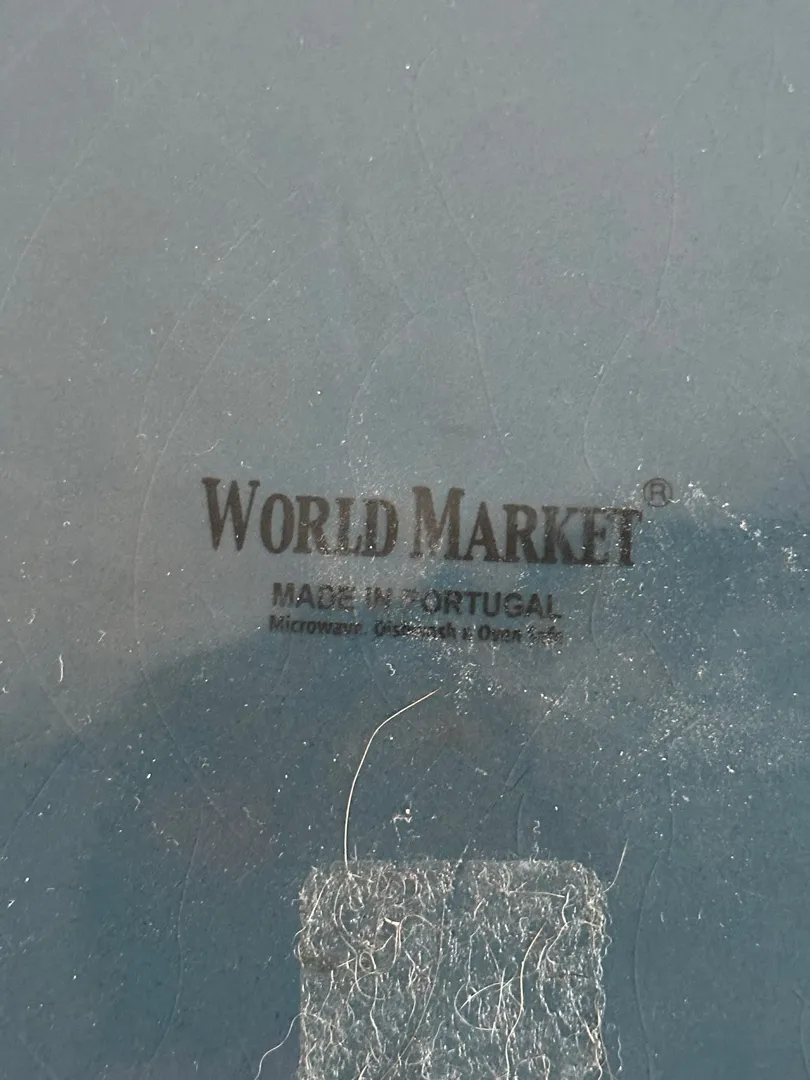 WORLD MARKET®
MADE IN PORTUGAL
Microwave, Dishwash & Oven Safe